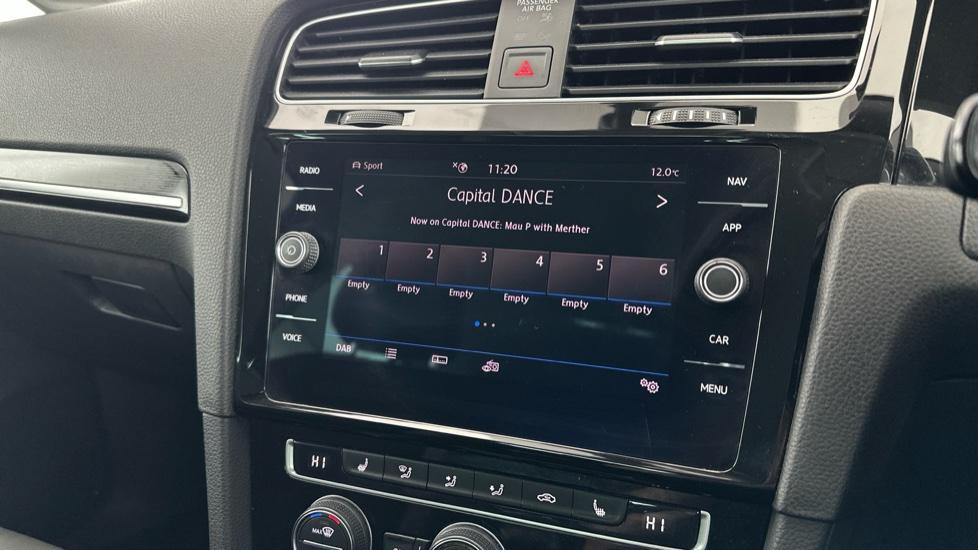 PASSENGER
AIR BAG
OFF
RADIO
MEDIA
PHONE
VOICE
Sport
11:20
12.0°C
< Capital DANCE >
Now on Capital DANCE: Mau P with Merther
1 2 3 4 5 6
Empty Empty Empty Empty Empty Empty
DAB
NAV
APP
CAR
MENU
HI HI
MAX